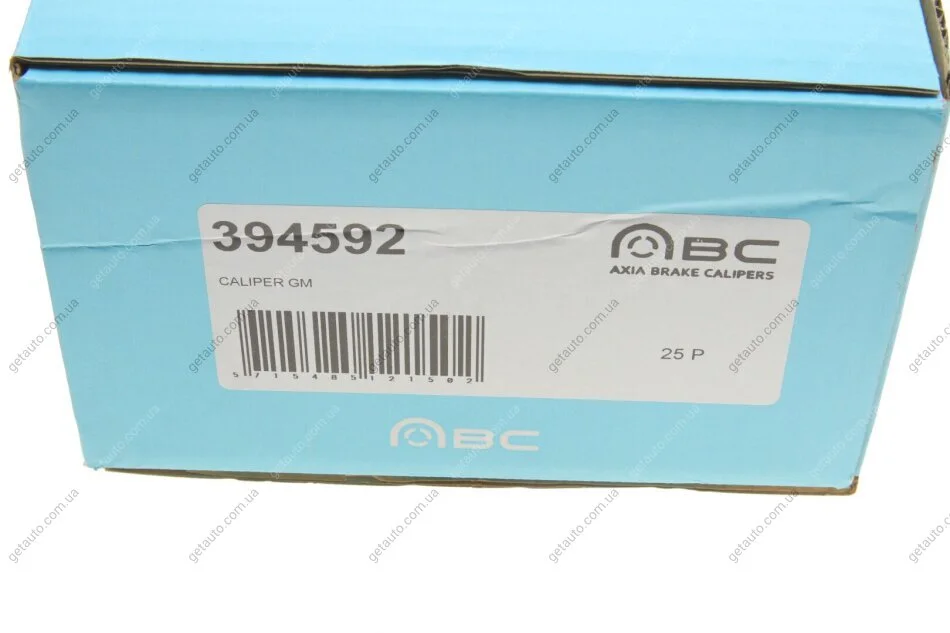 394592
ABC
AXIA BRAKE CALIPERS
CALIPER GM
5715485121502
25 P
ABC
getauto.com.ua